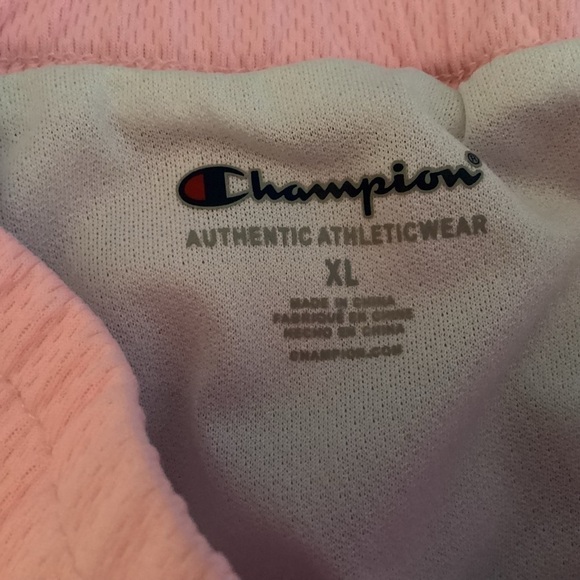 Champion®
AUTHENTIC ATHLETICWEAR
XL
MADE IN CHINA
FABRIQUÉ EN CHINE
HECHO EN CHINA
CHAMPION.COM